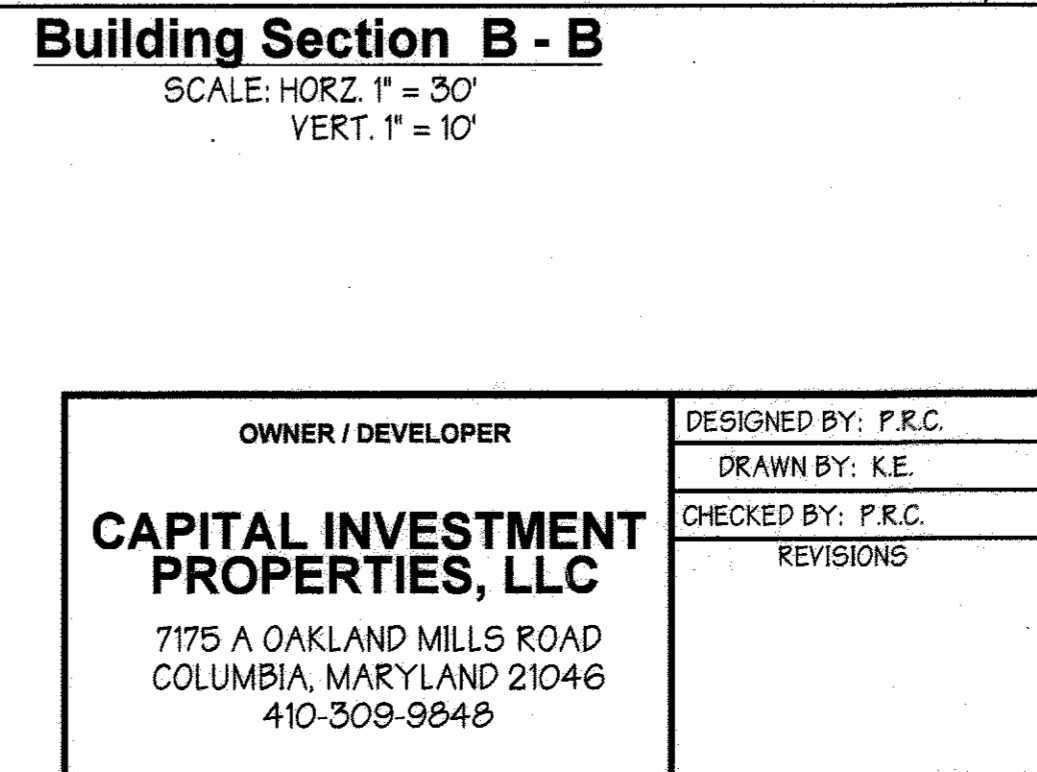 Building Section B - B
SCALE: HORZ. 1" = 30'
VERT. 1" = 10'
OWNER / DEVELOPER
CAPITAL INVESTMENT
PROPERTIES, LLC
7175 A OAKLAND MILLS ROAD
COLUMBIA, MARYLAND 21046
410-309-9848
DESIGNED BY: P.R.C.
DRAWN BY: K.E.
CHECKED BY: P.R.C.
REVISIONS